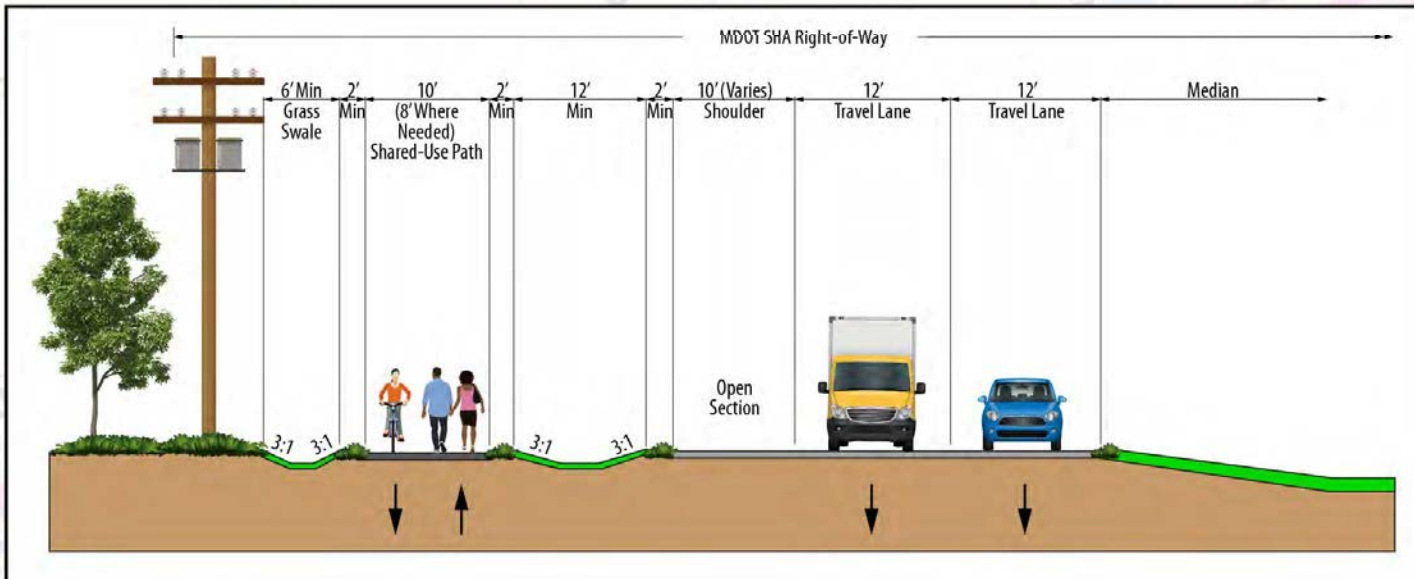 MDOT SHA Right-of-Way
6' Min
Grass
Swale
2'
Min
10'
(8' Where
Needed)
Shared-Use Path
2'
Min
12'
Min
2'
Min
10' (Varies)
Shoulder
12'
Travel Lane
12'
Travel Lane
Median
Open
Section
3:1
3:1
3:1
3:1